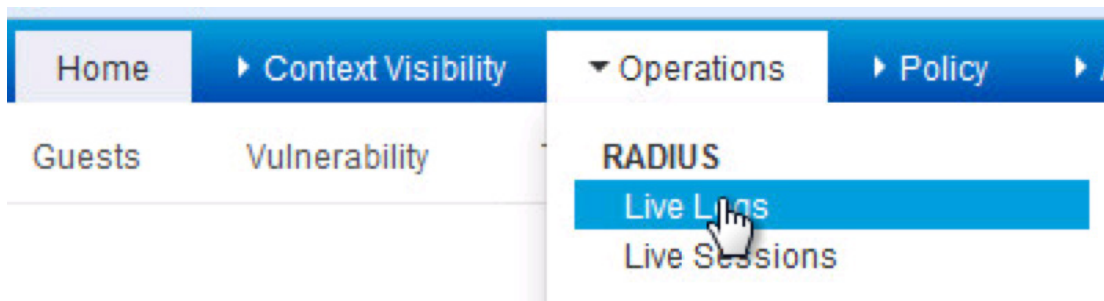 Home Context Visibility Operations Policy
Guests Vulnerability RADIUS
Live Logs
Live Sessions